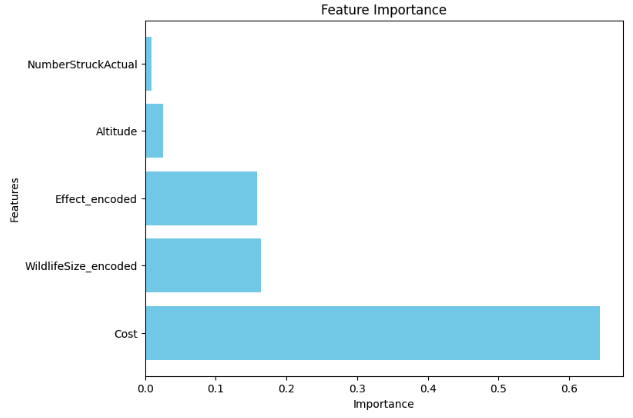 Feature Importance
NumberStruckActual
Altitude
Effect_encoded
WildlifeSize_encoded
Cost
Features
0.0 0.1 0.2 0.3 0.4 0.5 0.6
Importance